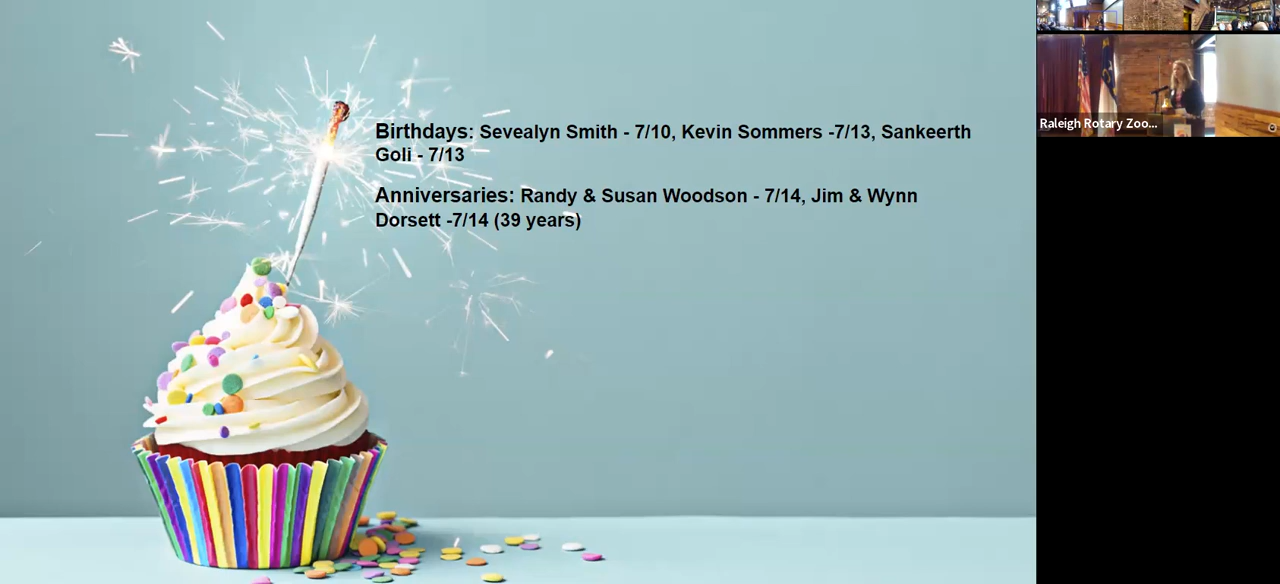 Birthdays: Sevealyn Smith - 7/10, Kevin Sommers -7/13, Sankeerth
Goli - 7/13
Anniversaries: Randy & Susan Woodson - 7/14, Jim & Wynn
Dorsett -7/14 (39 years)
Raleigh Rotary Zoo...